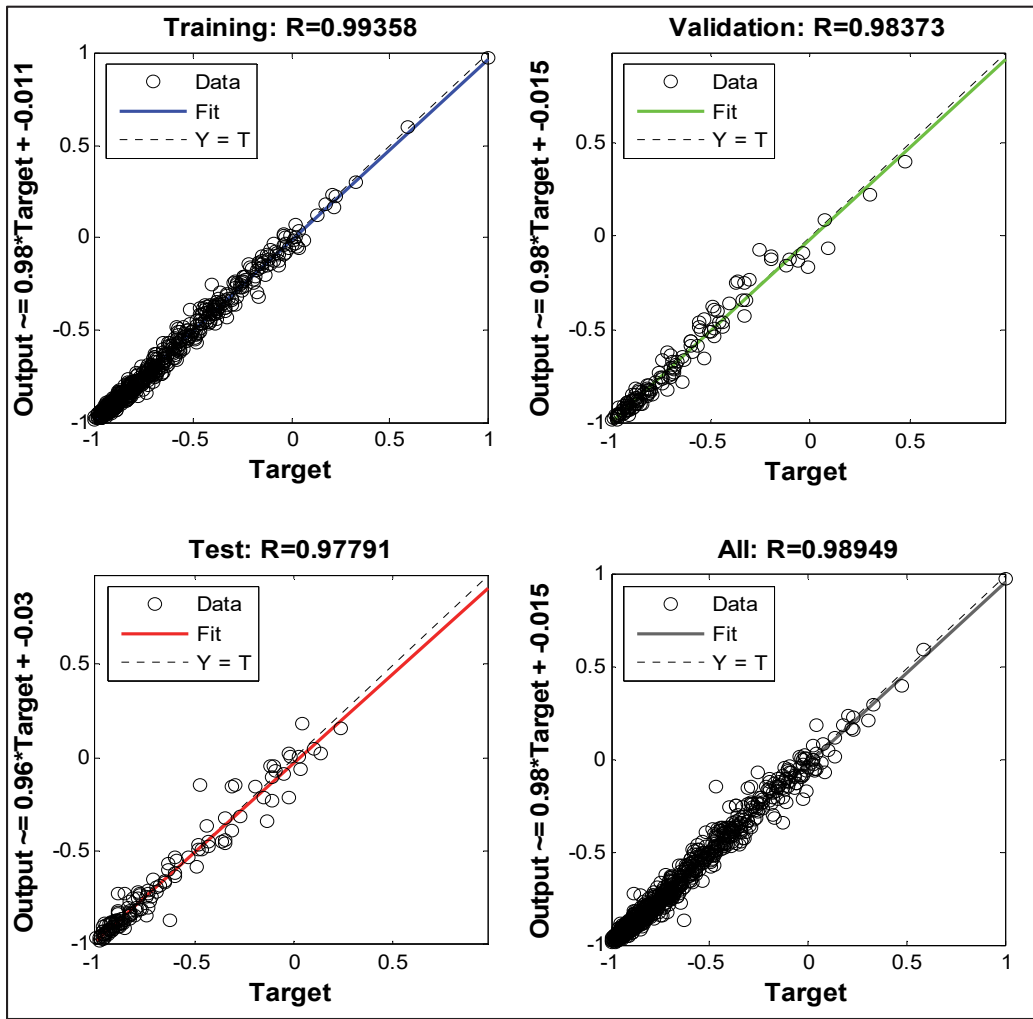 Training: R=0.99358
Output ~= 0.98*Target + -0.011
1
0.5
0
-0.5
-1
Data
Fit
Y = T
-1
-0.5
0
0.5
1
Target
Validation: R=0.98373
Output ~= 0.98*Target + -0.015
0.5
0
-0.5
-1
Data
Fit
Y = T
-1
-0.5
0
0.5
Target
Test: R=0.97791
Output ~= 0.96*Target + -0.03
0.5
0
-0.5
-1
Data
Fit
Y = T
-1
-0.5
0
0.5
Target
All: R=0.98949
Output ~= 0.98*Target + -0.015
1
0.5
0
-0.5
-1
Data
Fit
Y = T
-1
-0.5
0
0.5
1
Target